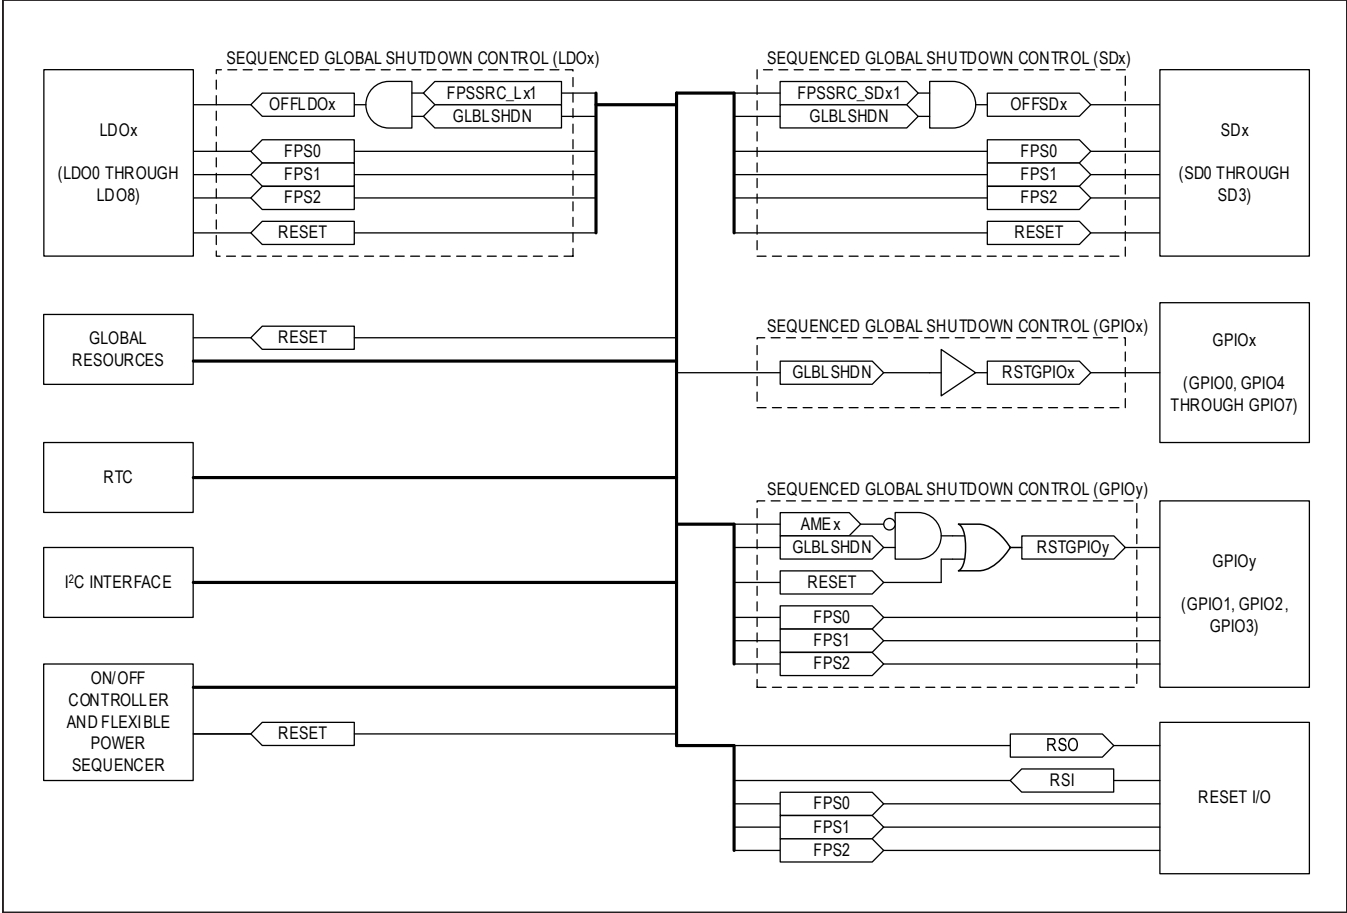 SEQUENCED GLOBAL SHUTDOWN CONTROL (LDOx)
LDOx
(LDO0 THROUGH
LDO8)
OFFLDOx
FPSSRC_Lx1
GLBLSHDN
FPS0
FPS1
FPS2
RESET
SEQUENCED GLOBAL SHUTDOWN CONTROL (SDx)
FPSSRC_SDx1
GLBLSHDN
OFFSDx
FPS0
FPS1
FPS2
RESET
SDx
(SD0 THROUGH
SD3)
GLOBAL
RESOURCES
RESET
SEQUENCED GLOBAL SHUTDOWN CONTROL (GPIOx)
GLBLSHDN
RSTGPIOx
GPIOx
(GPIO0, GPIO4
THROUGH GPIO7)
RTC
SEQUENCED GLOBAL SHUTDOWN CONTROL (GPIOy)
AMEx
GLBLSHDN
RESET
RSTGPIOy
FPS0
FPS1
FPS2
GPIOy
(GPIO1, GPIO2,
GPIO3)
I²C INTERFACE
ON/OFF
CONTROLLER
AND FLEXIBLE
POWER
SEQUENCER
RESET
RSO
RSI
FPS0
FPS1
FPS2
RESET I/O